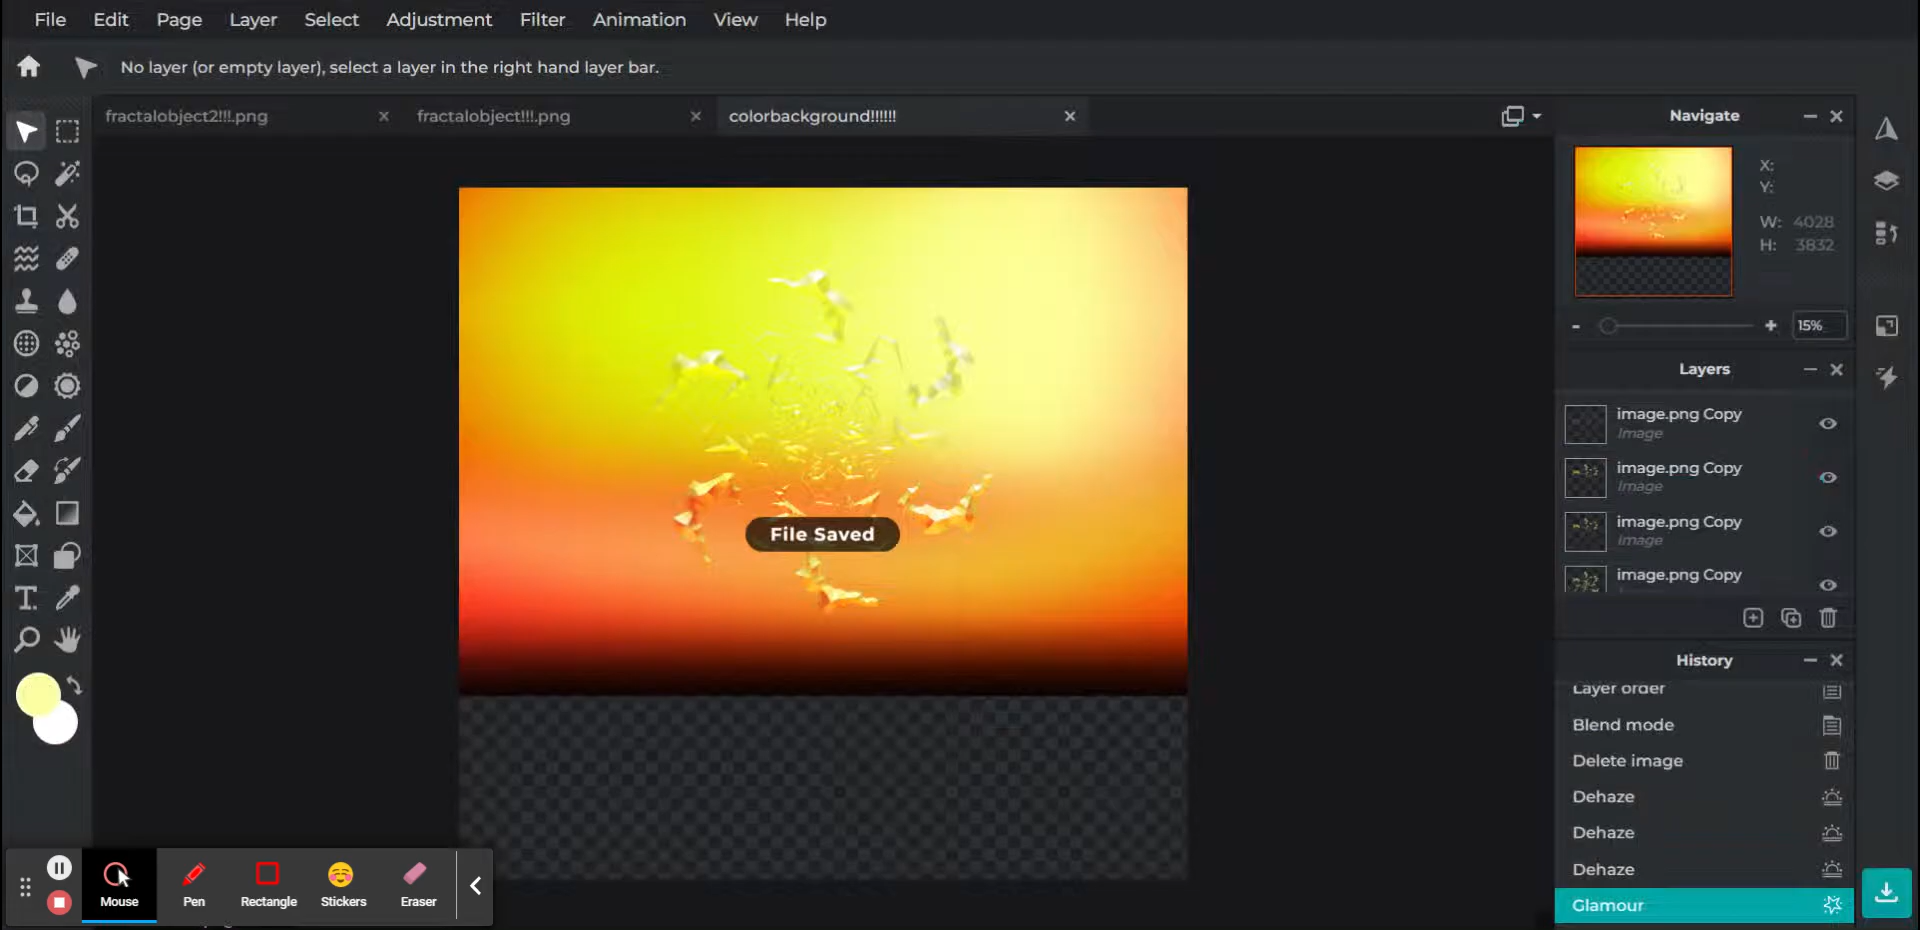 File Edit Page Layer Select Adjustment Filter Animation View Help
No layer (or empty layer), select a layer in the right hand layer bar.
fractalobject2!!!.png
fractalobject!!!.png
colorbackground!!!!!!
Navigate
X:
Y:
W: 4028
H: 3832
15%
Layers
image.png Copy
Image
image.png Copy
Image
image.png Copy
Image
image.png Copy
File Saved
History
Layer order
Blend mode
Delete image
Dehaze
Dehaze
Dehaze
Glamour
Mouse Pen Rectangle Stickers Eraser